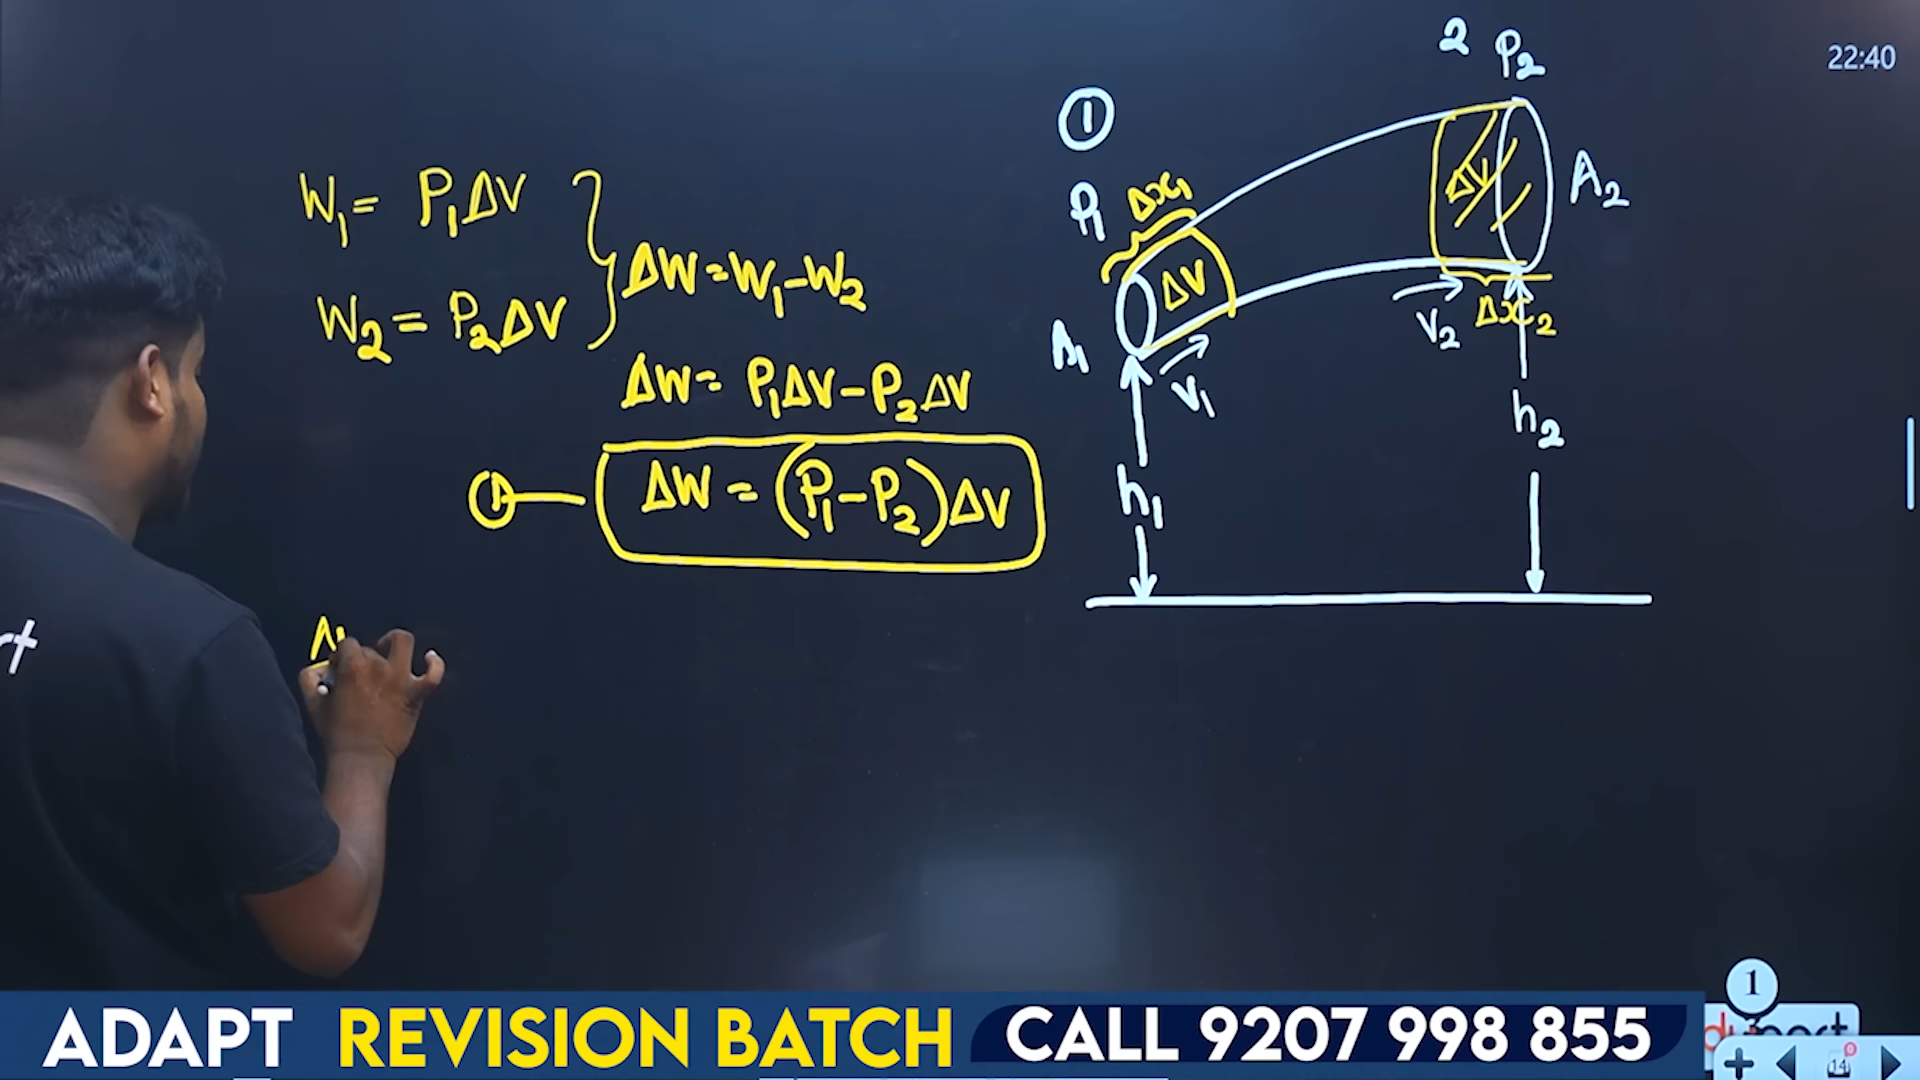 22:40
W₁ = P₁ΔV
W₂ = P₂ΔV
ΔW = W₁ - W₂
ΔW = P₁ΔV - P₂ΔV
ΔW = (P₁ - P₂)ΔV
①
P₁
Δx₁
ΔV
A₁
V₁
h₁
2 P₂
ΔV
A₂
V₂
Δx₂
h₂
rt
ADAPT REVISION BATCH CALL 9207 998 855
1
14